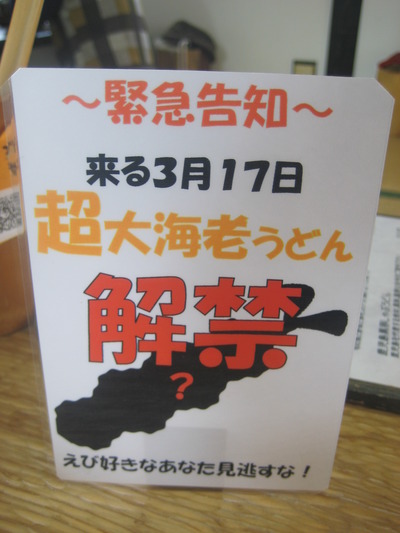 ～緊急告知～
来る3月17日
超大海老うどん
解禁
?
えび好きなあなた見逃すな！